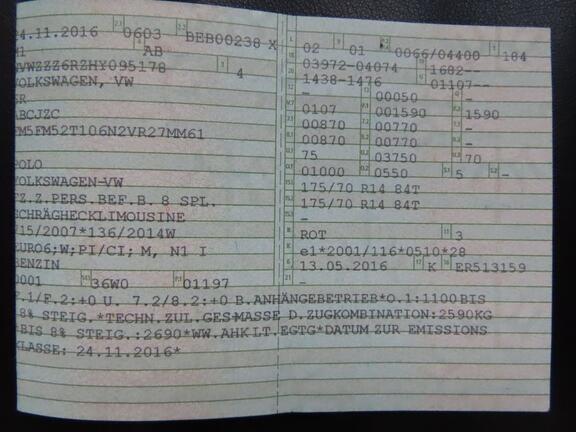 24.11.2016 0603 BEB00238 X
M1 AB
WVWZZZ6RZHY095178 4
VOLKSWAGEN, VW
6R
ABCJZC
FM5FM52T106N2VR27MM61
POLO
VOLKSWAGEN-VW
FZ.Z.PERS.BEF.B. 8 SPL.
SCHRÄGHECKLIMOUSINE
715/2007*136/2014W
EURO6;W;PI/CI; M, N1 I
BENZIN
0001 36W0 01197
02 01 0066/04400 184
03972-04074 1682--
1438-1476 01107--
- 00050 -
0107 001590 1590
00870 00770 -
00870 00770 -
75 03750 70
01000 0550 5 -
175/70 R14 84T
175/70 R14 84T
-
ROT 3
e1*2001/116*0510*28
13.05.2016 K ER513159
-
F.1/F.2:+0 U. 7.2/8.2:+0 B.ANHÄNGEBETRIEB*O.1:1100 BIS
8% STEIG.*TECHN.ZUL.GES-MASSE D.ZUGKOMBINATION:2590KG
*BIS 8% STEIG.:2690*WW.AHK LT.EGTG*DATUM ZUR EMISSIONS
KLASSE: 24.11.2016*